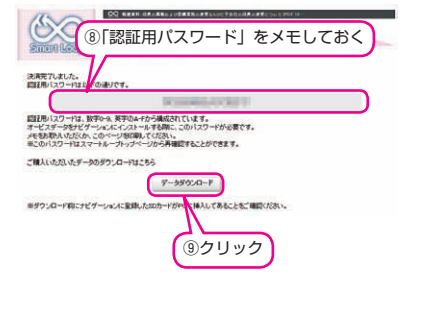 Smart Loop
⑧「認証用パスワード」をメモしておく
決済完了しました。
認証用パスワードは以下の通りです。
認証用パスワードは、数字0-9、英字のA-Fから構成されています。
オービスデータをナビゲーションにインストールする際に、このパスワードが必要です。
メモをお取りいただくか、このページを印刷してください。
※このパスワードはスマートループトップページから再確認することができます。
ご購入いただいたデータのダウンロードはこちら
データダウンロード
※ダウンロード前にナビゲーションに登録したSDカードがPCに挿入してあることをご確認ください。
⑨クリック